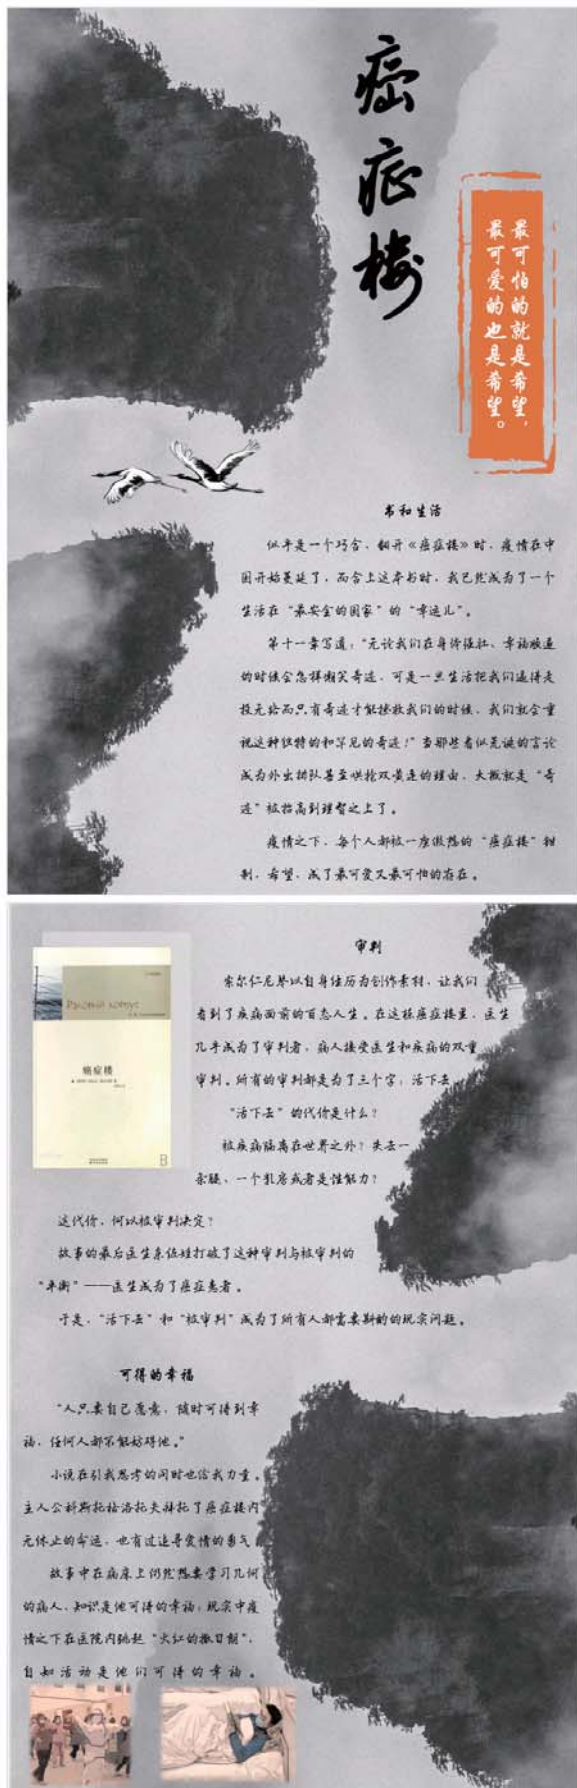 癌症楼
最可怕的就是希望，
最可爱的也是希望。
书和生活
似乎是一个巧合，翻开《癌症楼》时，疫情在中
国开始蔓延了，而合上这本书时，我已然成为了一个
生活在“最安全的国家”的“幸运儿”。
第十一章写道：“无论我们在身体强壮、幸福胜通
的时候会怎样嘲笑奇迹，可是一旦生活把我们逼得走
投无路而只有奇迹才能拯救我们的时候，我们就会重
视这种独特的和罕见的奇迹！”当那些看似荒诞的言论
成为外出排队甚至哄抢双黄连的理由，大概就是“奇
迹”被抬高到理智之上了。
疫情之下，每个人都被一座微型的“癌症楼”钳
制，希望，成了最可爱又最可怕的存在。
审判
索尔仁尼琴以自身经历为创作素材，让我们
看到了疾病面前的百态人生。在这栋癌症楼里，医生
几乎成为了审判者，病人接受医生和疾病的双重
审判。所有的审判都是为了三个字：活下去
“活下去”的代价是什么？
被疾病隔离在世界之外？失去一
条腿、一个乳房或者是性能力？
这代价，何以被审判决定？
故事的最后医生东佐娃打破了这种审判与被审判的
“平衡”——医生成为了癌症患者。
于是，“活下去”和“被审判”成为了所有人都需要斟酌的现实问题。
Раковый корпус
癌症楼
B
可得的幸福
“人只要自己愿意，随时可得到幸
福，任何人都不能妨碍他。”
小说在引我思考的同时也给我力量。
主人公科斯托格洛托夫拜托了癌症楼内
无休止的命运，也有过追寻爱情的勇气
故事中在病床上仍然想要学习几何
的病人，知识是他可得的幸福；现实中疫
情之下在医院内跳起“火红的撒日朗”，
自知活动是他们可得的幸福。